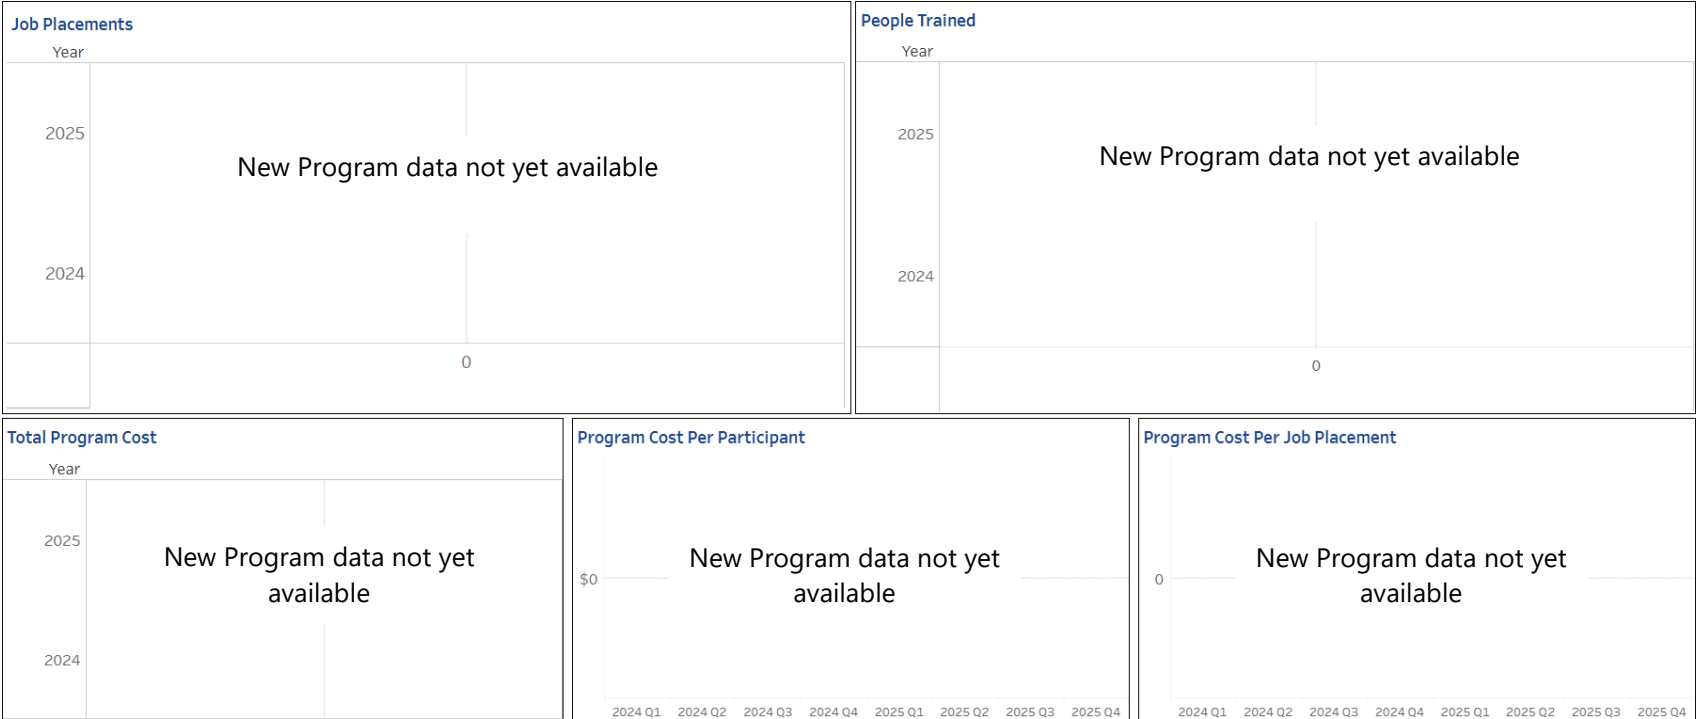 Job Placements
Year
2025
New Program data not yet available
2024
0
People Trained
Year
2025
New Program data not yet available
2024
0
Total Program Cost
Year
2025
New Program data not yet
available
2024
Program Cost Per Participant
New Program data not yet
$0
available
2024 Q1 2024 Q2 2024 Q3 2024 Q4 2025 Q1 2025 Q2 2025 Q3 2025 Q4
Program Cost Per Job Placement
New Program data not yet
0
available
2024 Q1 2024 Q2 2024 Q3 2024 Q4 2025 Q1 2025 Q2 2025 Q3 2025 Q4